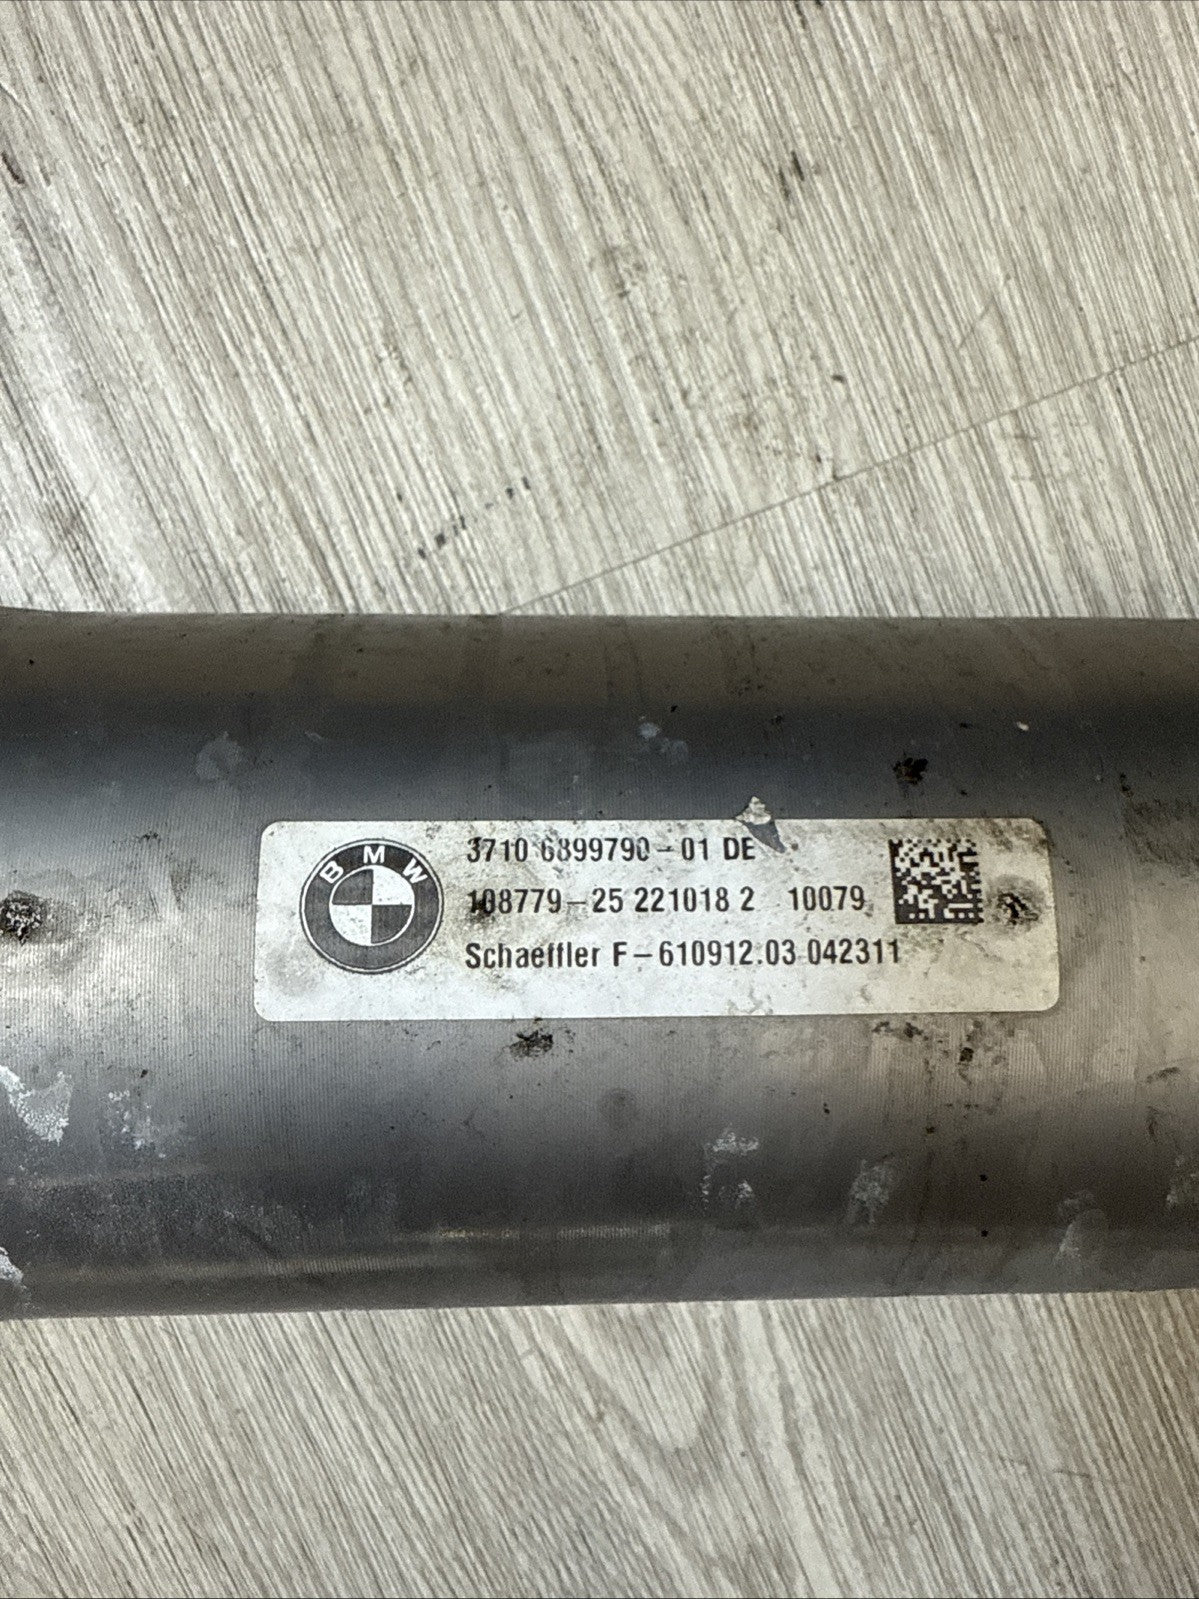 BMW
3710 6899790-01 DE
108779-25 221018 2 10079
Schaeffler F-610912.03 042311